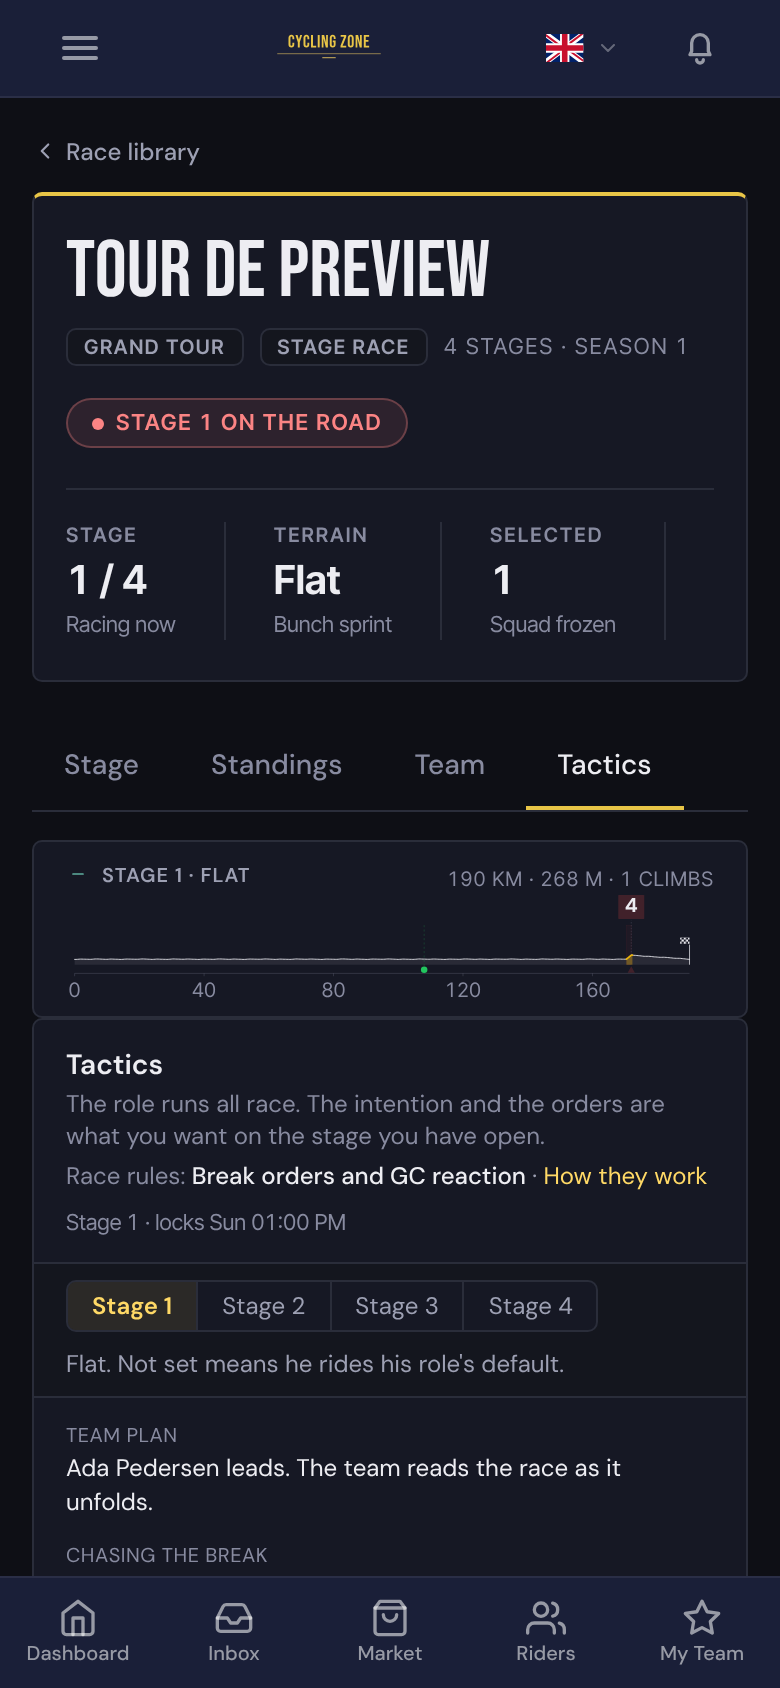 CYCLING ZONE
Race library
TOUR DE PREVIEW
GRAND TOUR
STAGE RACE
4 STAGES · SEASON 1
STAGE 1 ON THE ROAD
STAGE
1 / 4
Racing now
TERRAIN
Flat
Bunch sprint
SELECTED
1
Squad frozen
Stage
Standings
Team
Tactics
STAGE 1 · FLAT
190 KM · 268 M · 1 CLIMBS
4
0 40 80 120 160
Tactics
The role runs all race. The intention and the orders are
what you want on the stage you have open.
Race rules: Break orders and GC reaction · How they work
Stage 1 · locks Sun 01:00 PM
Stage 1
Stage 2
Stage 3
Stage 4
Flat. Not set means he rides his role's default.
TEAM PLAN
Ada Pedersen leads. The team reads the race as it
unfolds.
CHASING THE BREAK
Dashboard
Inbox
Market
Riders
My Team